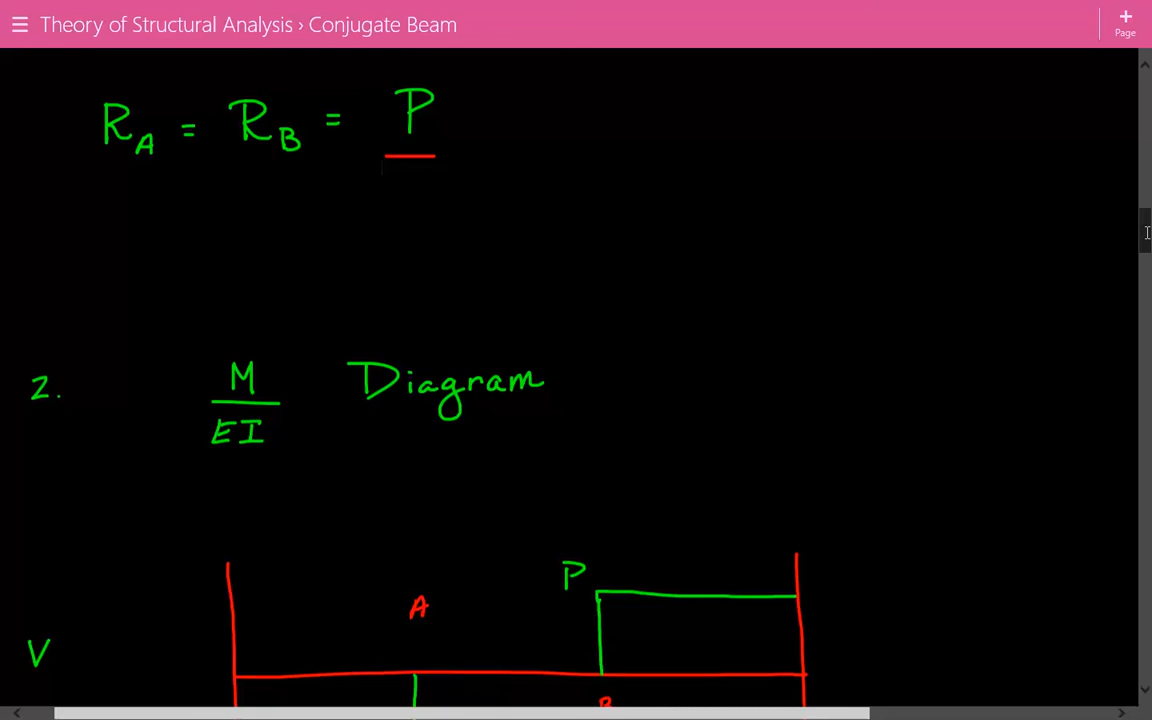 Theory of Structural Analysis › Conjugate Beam
+
Page
R_A = R_B = P
2. M/EI Diagram
P
A
V
B